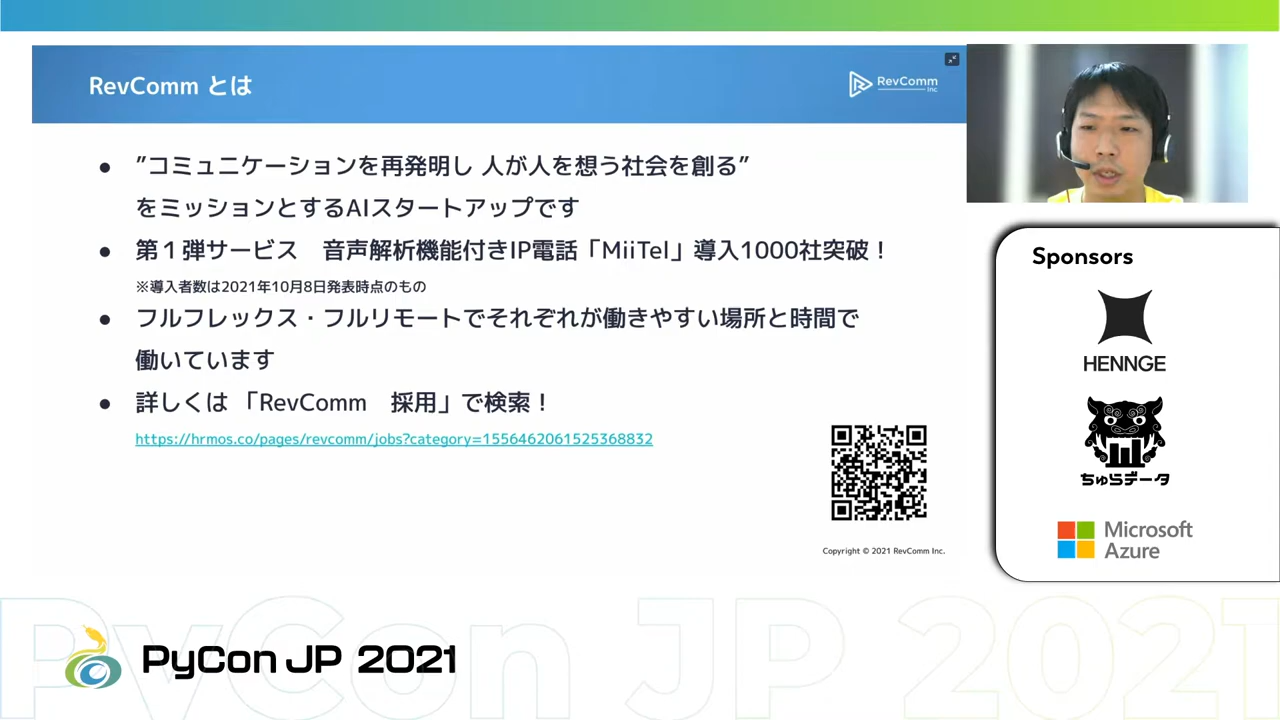 RevComm とは
RevComm
Inc
”コミュニケーションを再発明し 人が人を想う社会を創る”
をミッションとするAIスタートアップです
第１弾サービス　音声解析機能付きIP電話「MiiTel」導入1000社突破！
※導入者数は2021年10月8日発表時点のもの
フルフレックス・フルリモートでそれぞれが働きやすい場所と時間で
働いています
詳しくは 「RevComm　採用」で検索！
https://hrmos.co/pages/revcomm/jobs?category=1556462061525368832
Copyright © 2021 RevComm Inc.
Sponsors
HENNGE
ちゅらデータ
Microsoft
Azure
PyCon JP 2021
PyCon JP 2021